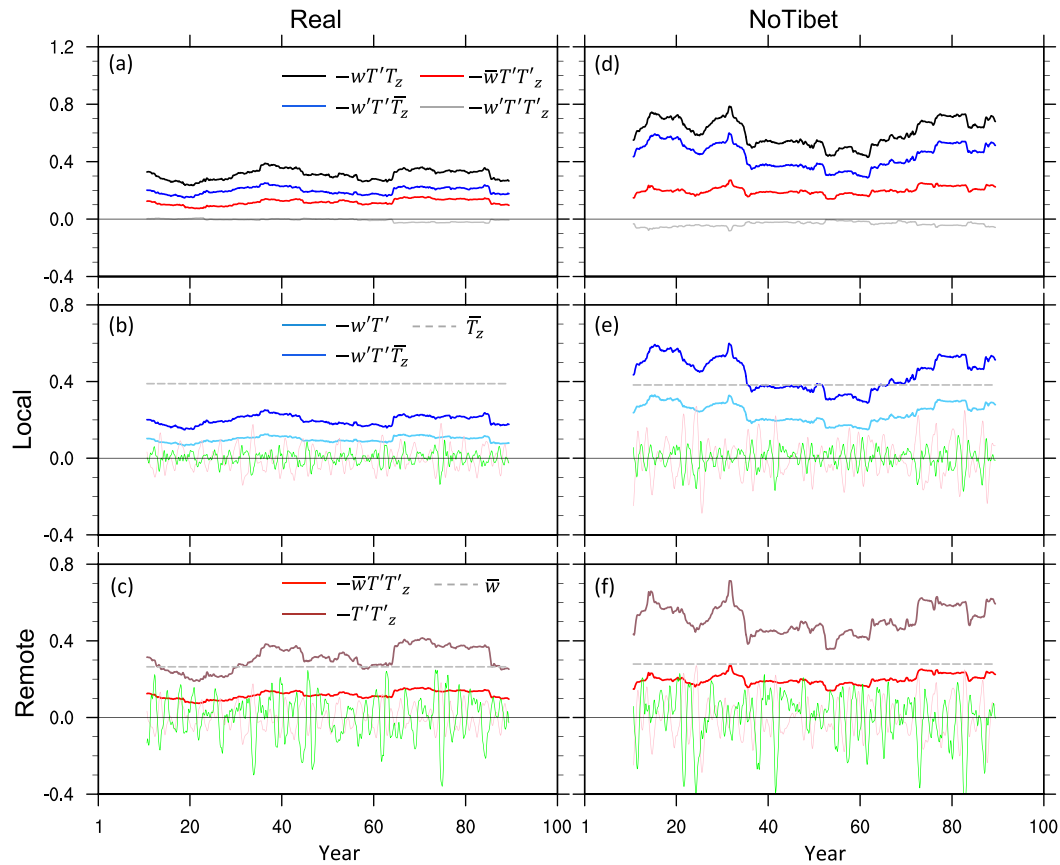 Real NoTibet
1.2
0.8
0.4
0.0
-0.4
(a)
−wT′T_z −w̅T′T′_z
−w′T′T̅_z −w′T′T′_z
(d)
Local
0.8
0.4
0.0
-0.4
(b)
−w′T′ T̅_z
−w′T′T̅_z
(e)
Remote
0.8
0.4
0.0
-0.4
(c)
−w̅T′T′_z w̅
−T′T′_z
(f)
1 20 40 60 80 100 1 20 40 60 80 100
Year Year